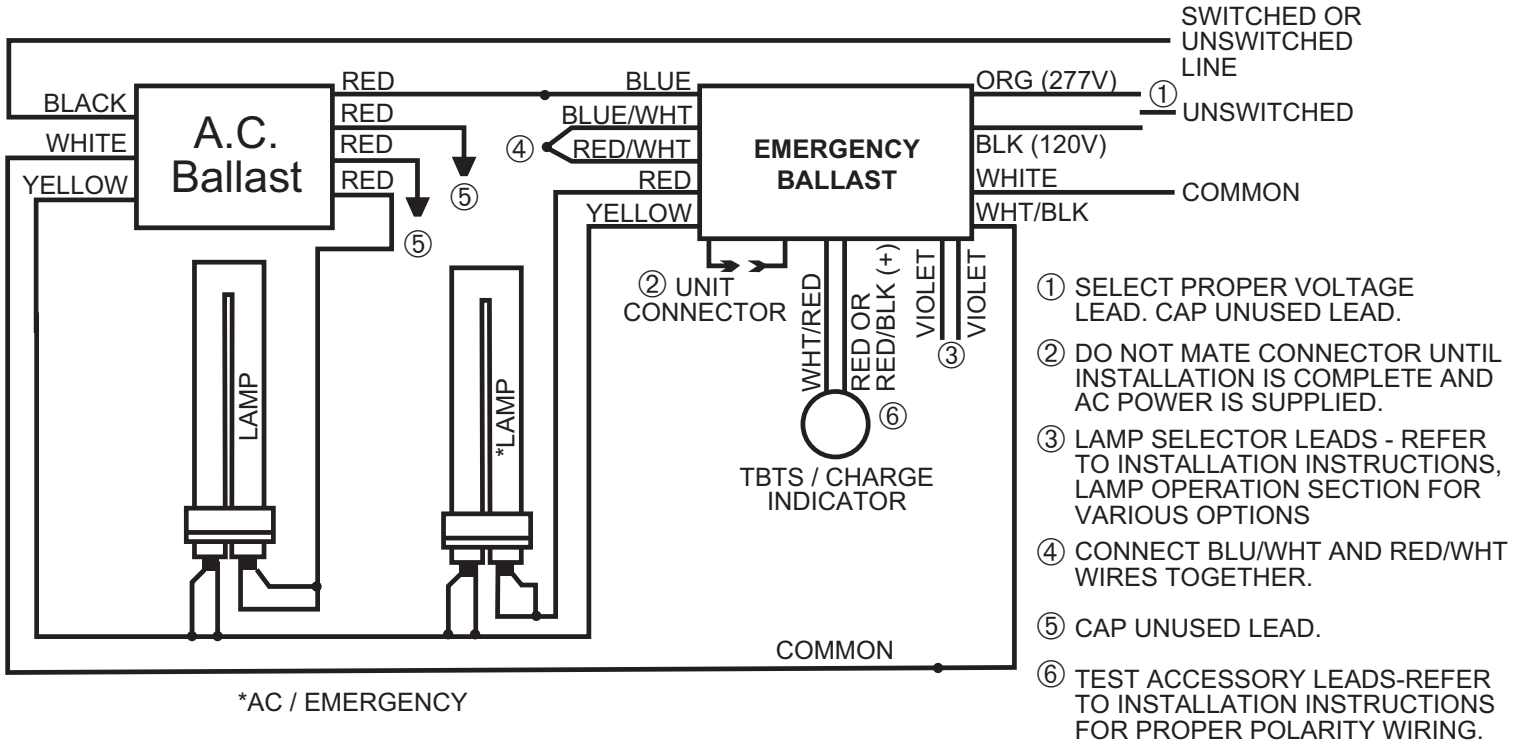 SWITCHED OR
UNSWITCHED
LINE
RED
BLUE
ORG (277V)
①
BLACK
A.C.
Ballast
RED
BLUE/WHT
UNSWITCHED
WHITE
RED
④
RED/WHT
EMERGENCY
BALLAST
BLK (120V)
YELLOW
RED
⑤
RED
WHITE
COMMON
YELLOW
WHT/BLK
⑤
② UNIT
CONNECTOR
WHT/RED
RED OR
RED/BLK (+)
VIOLET
VIOLET
③
LAMP
*LAMP
⑥
TBTS / CHARGE
INDICATOR
COMMON
*AC / EMERGENCY
① SELECT PROPER VOLTAGE
LEAD. CAP UNUSED LEAD.
② DO NOT MATE CONNECTOR UNTIL
INSTALLATION IS COMPLETE AND
AC POWER IS SUPPLIED.
③ LAMP SELECTOR LEADS - REFER
TO INSTALLATION INSTRUCTIONS,
LAMP OPERATION SECTION FOR
VARIOUS OPTIONS
④ CONNECT BLU/WHT AND RED/WHT
WIRES TOGETHER.
⑤ CAP UNUSED LEAD.
⑥ TEST ACCESSORY LEADS-REFER
TO INSTALLATION INSTRUCTIONS
FOR PROPER POLARITY WIRING.